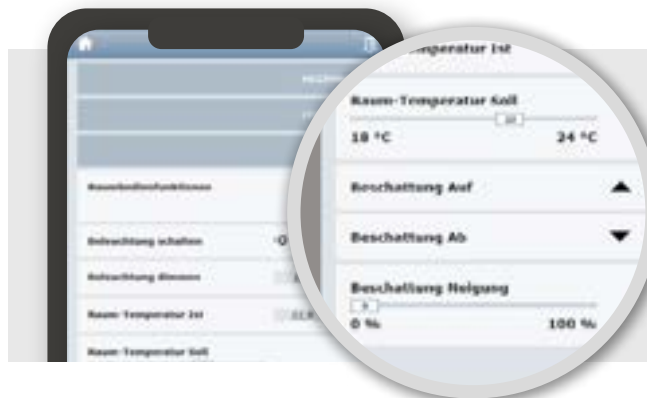 Raumbedienfunktionen
Beleuchtung schalten
Beleuchtung dimmen
Raum-Temperatur Ist
Raum-Temperatur Soll
Temperatur Ist
Raum-Temperatur Soll
18 °C 24 °C
Beschattung Auf
Beschattung Ab
Beschattung Neigung
0 % 100 %